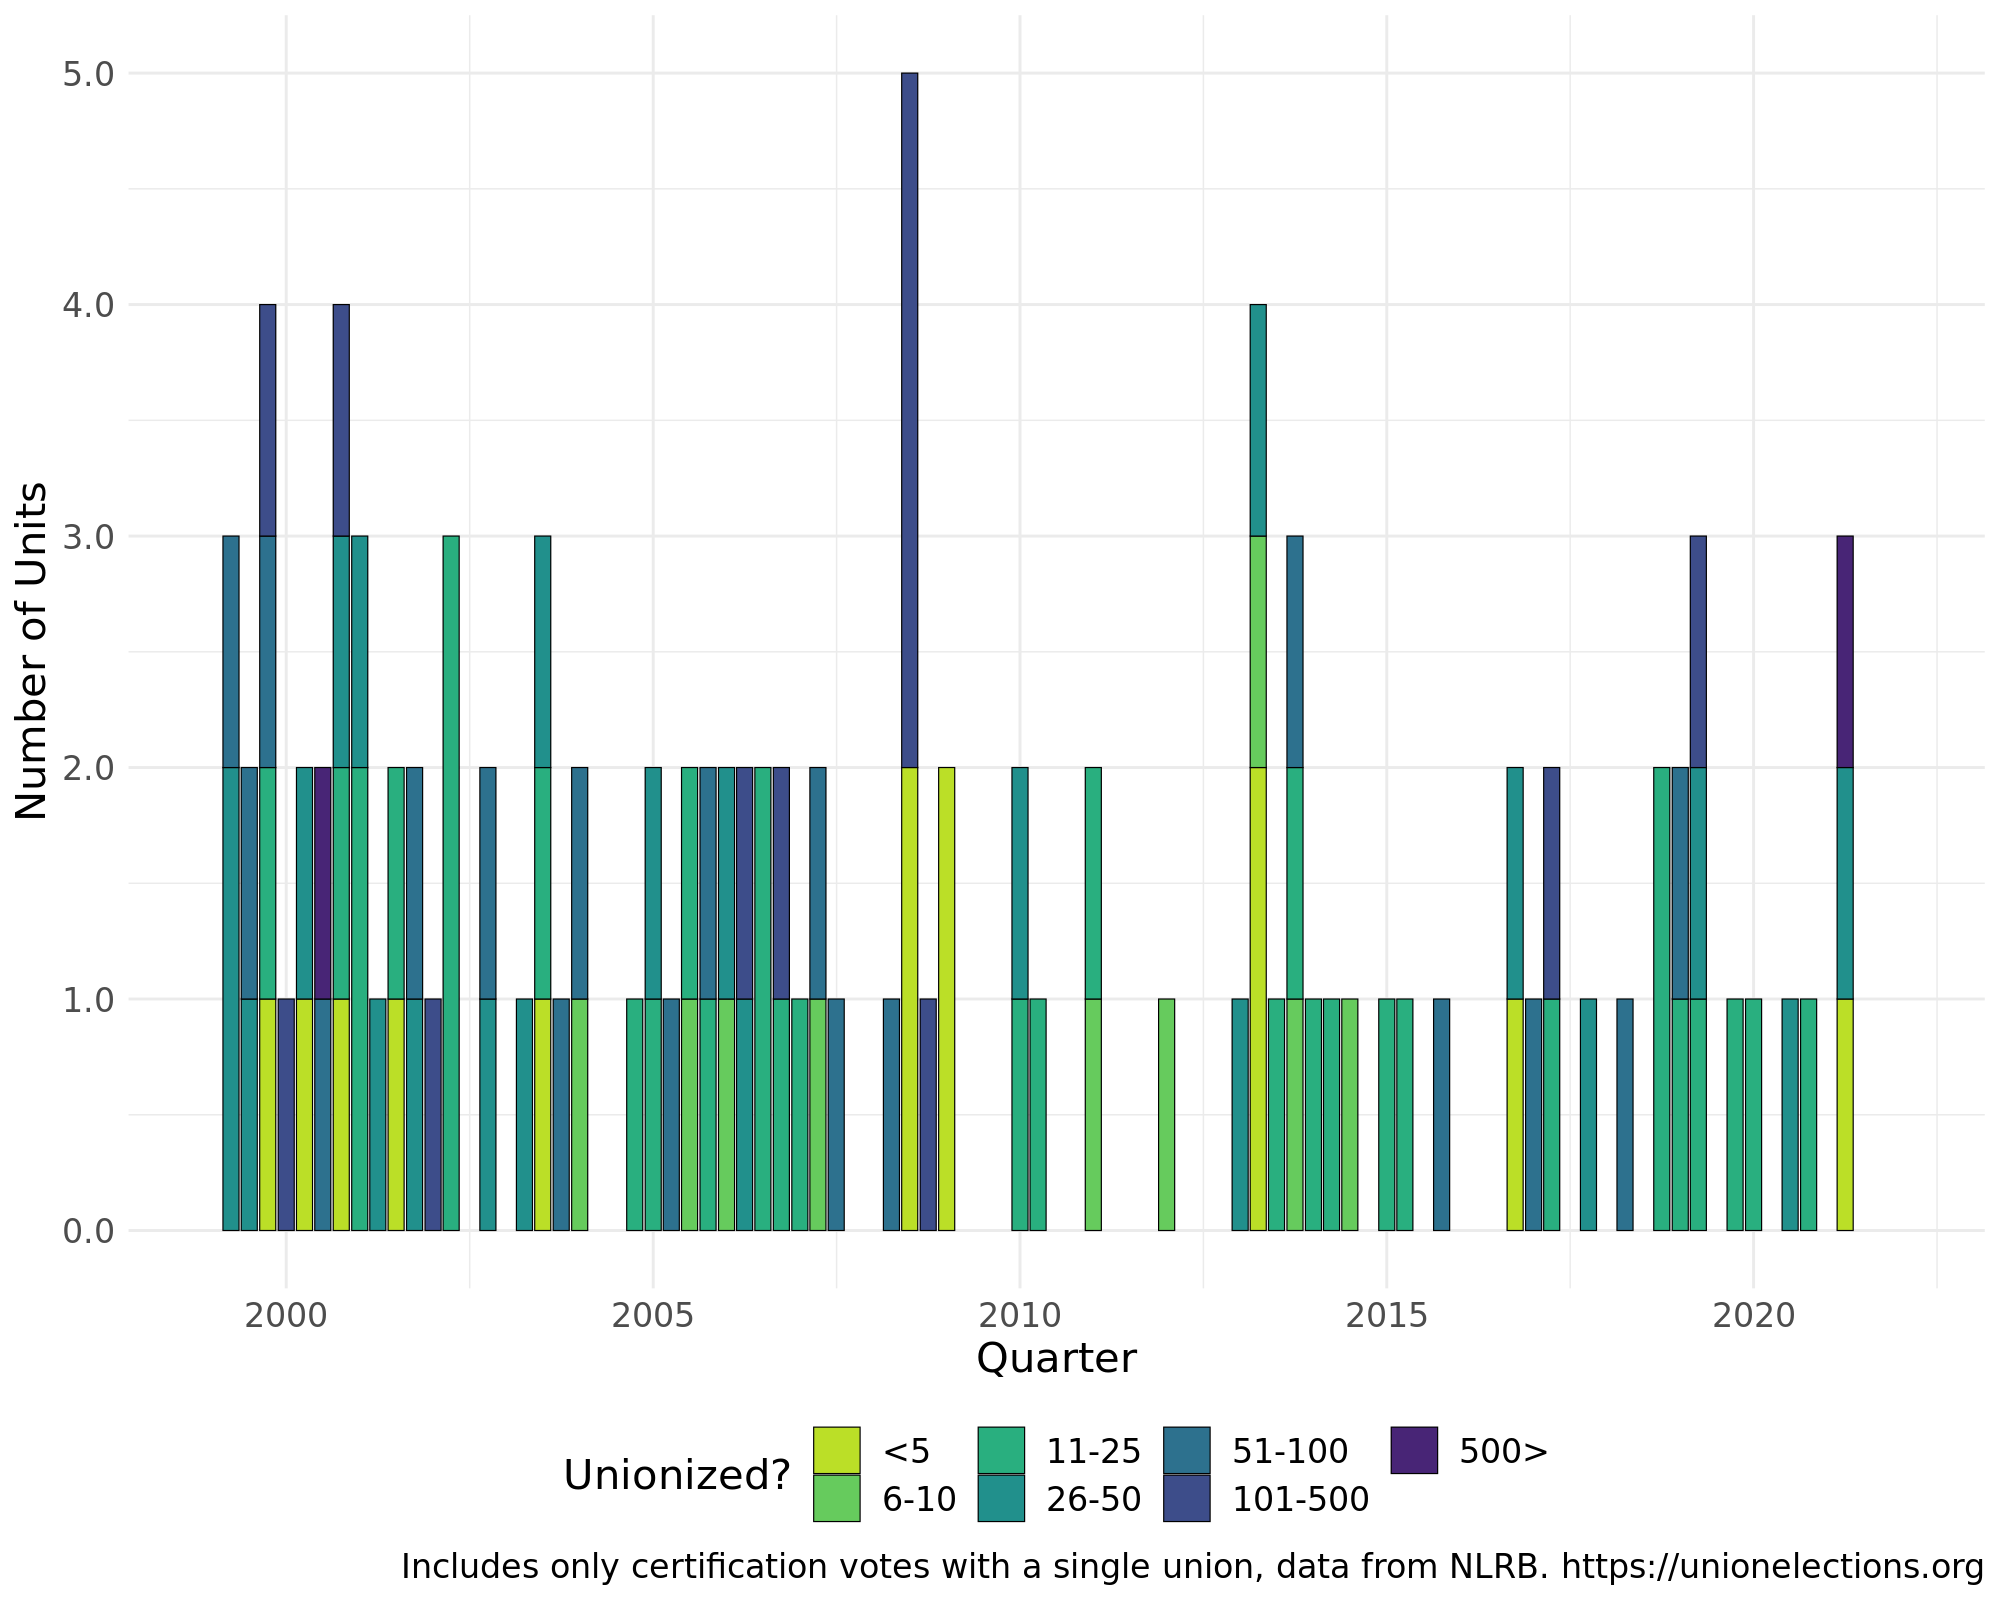 5.0
4.0
3.0
2.0
1.0
0.0
Number of Units
2000 2005 2010 2015 2020
Quarter
Unionized?
<5 11-25 51-100 500>
6-10 26-50 101-500
Includes only certification votes with a single union, data from NLRB. https://unionelections.org